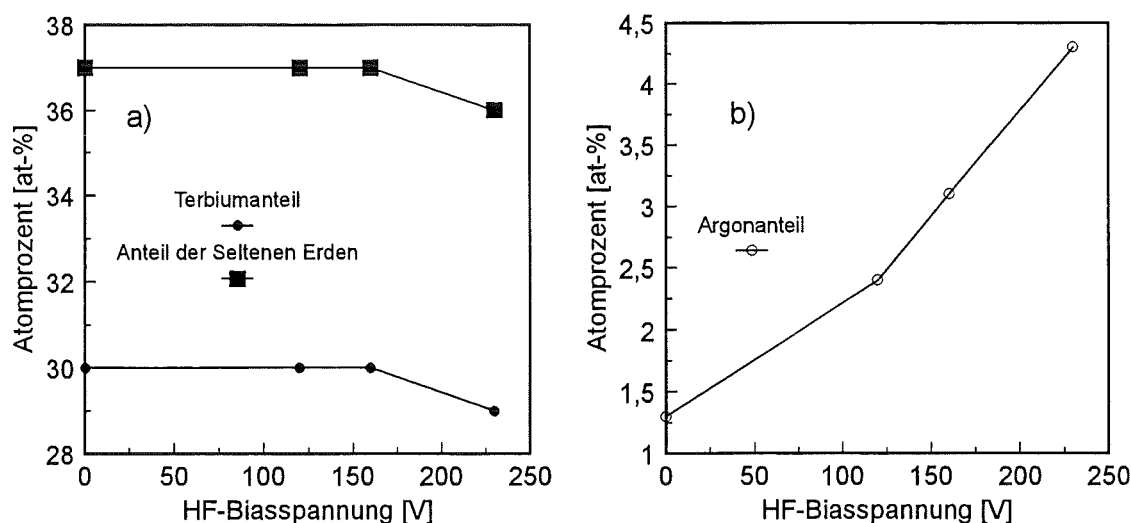 38
36
34
32
30
28
Atomprozent [at-%]
a)
Terbiumanteil
Anteil der Seltenen Erden
0 50 100 150 200 250
HF-Biasspannung [V]
4,5
4
3,5
3
2,5
2
1,5
1
Atomprozent [at-%]
b)
Argonanteil
0 50 100 150 200 250
HF-Biasspannung [V]